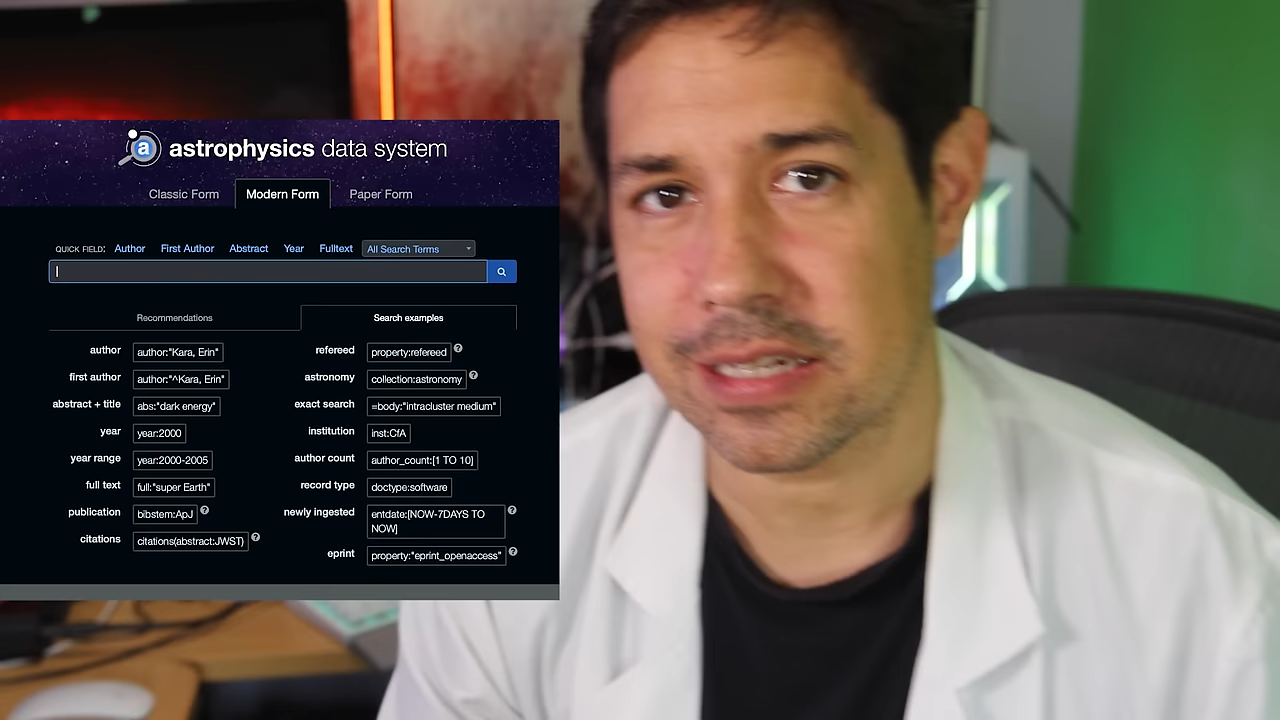 a
astrophysics data system
Classic Form
Modern Form
Paper Form
QUICK FIELD: Author First Author Abstract Year Fulltext All Search Terms
Recommendations
Search examples
author author:"Kara, Erin"
first author author:"^Kara, Erin"
abstract + title abs:"dark energy"
year year:2000
year range year:2000-2005
full text full:"super Earth"
publication bibstem:ApJ ?
citations citations(abstract:JWST) ?
refereed property:refereed ?
astronomy collection:astronomy ?
exact search =body:"intracluster medium"
institution inst:CfA
author count author_count:[1 TO 10]
record type doctype:software
newly ingested entdate:[NOW-7DAYS TO ?
NOW]
eprint property:"eprint_openaccess" ?